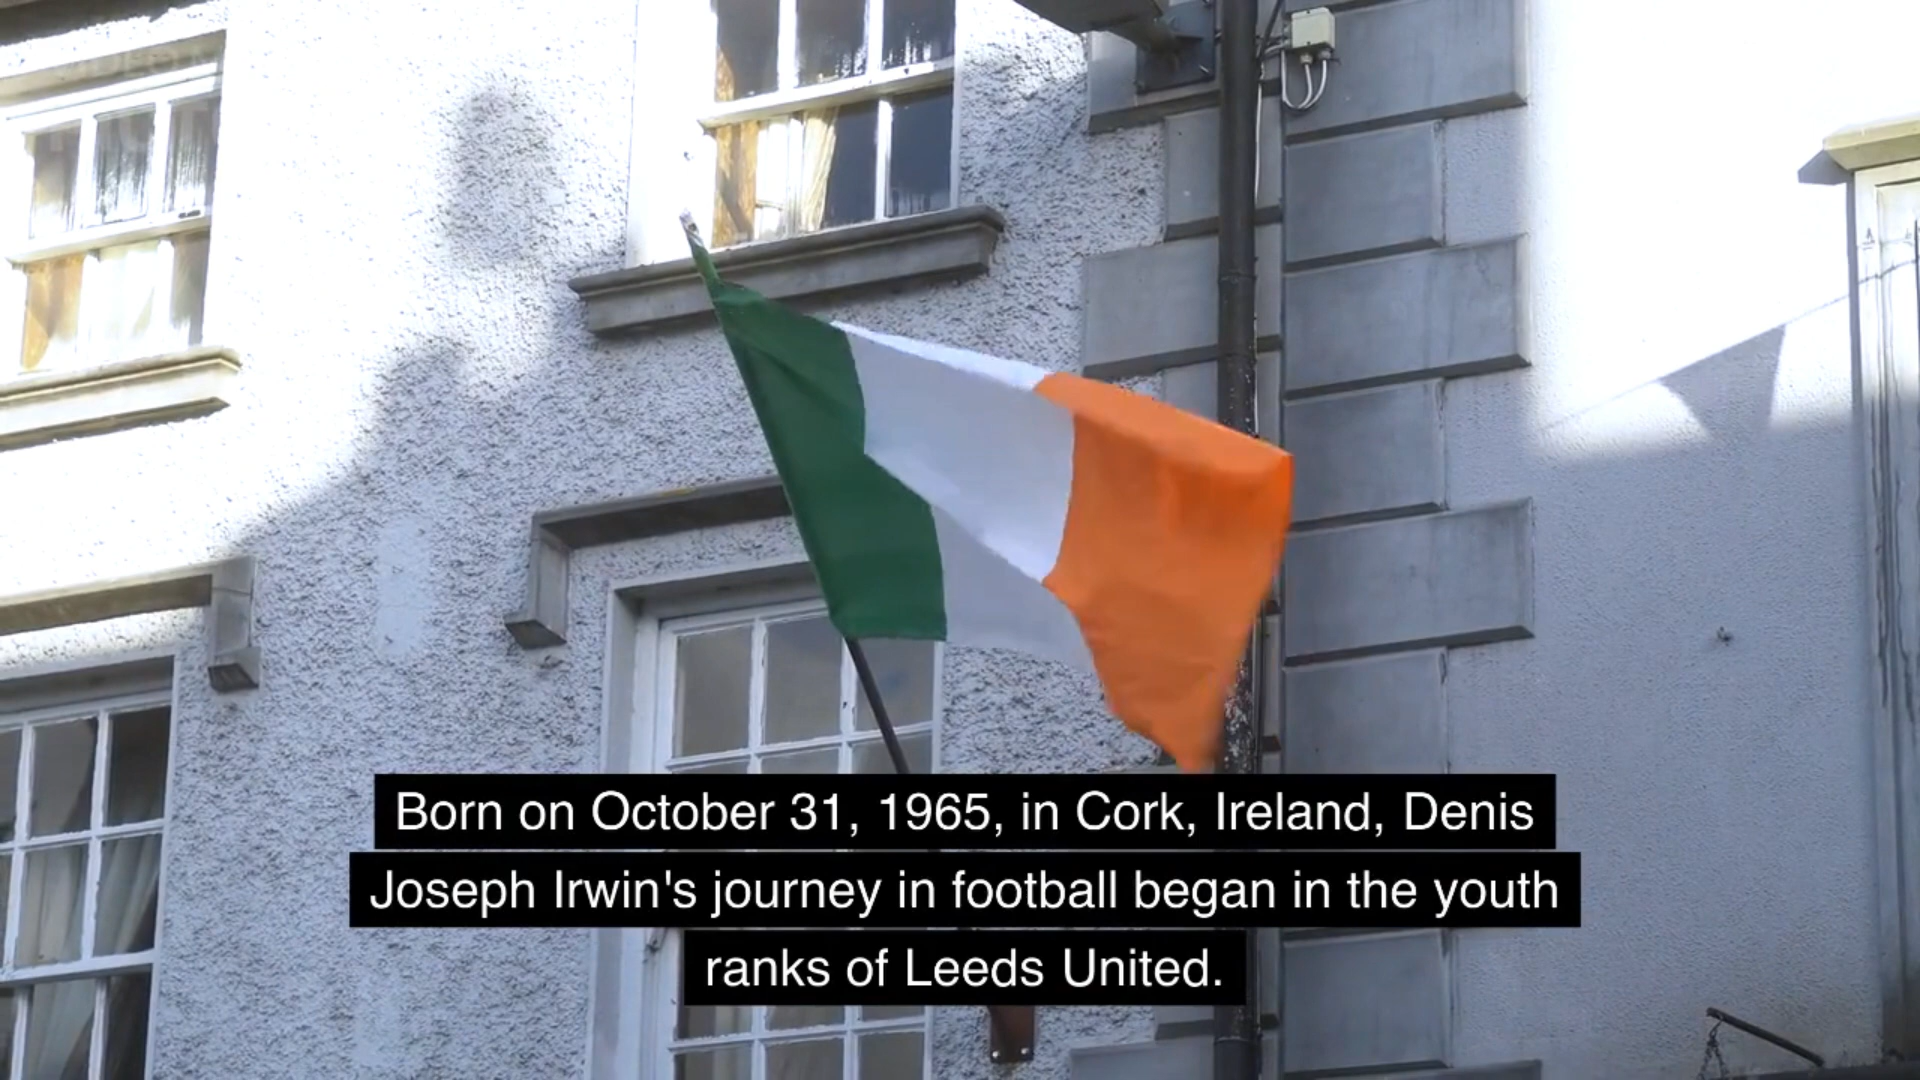 Born on October 31, 1965, in Cork, Ireland, Denis
Joseph Irwin's journey in football began in the youth
ranks of Leeds United.